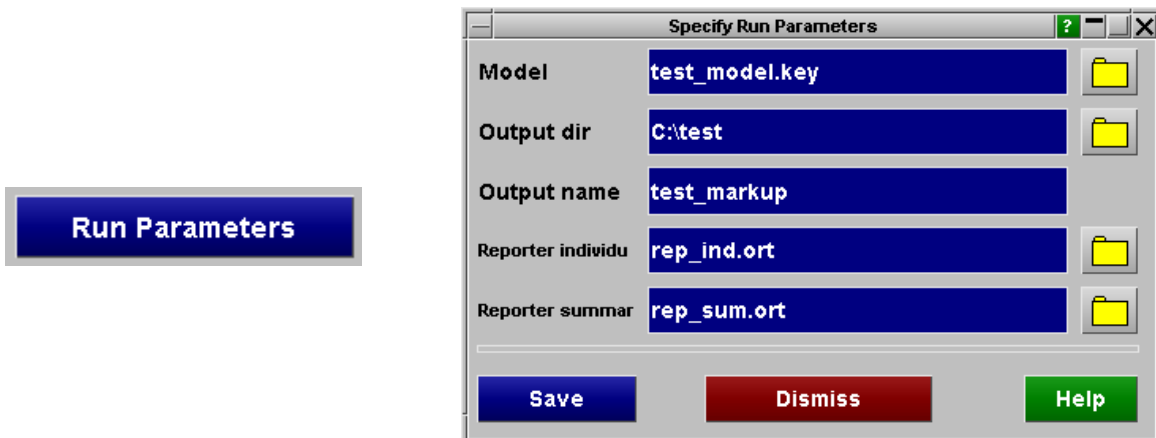 Run Parameters
Specify Run Parameters ?
Model test_model.key
Output dir C:\test
Output name test_markup
Reporter individu rep_ind.ort
Reporter summar rep_sum.ort
Save Dismiss Help